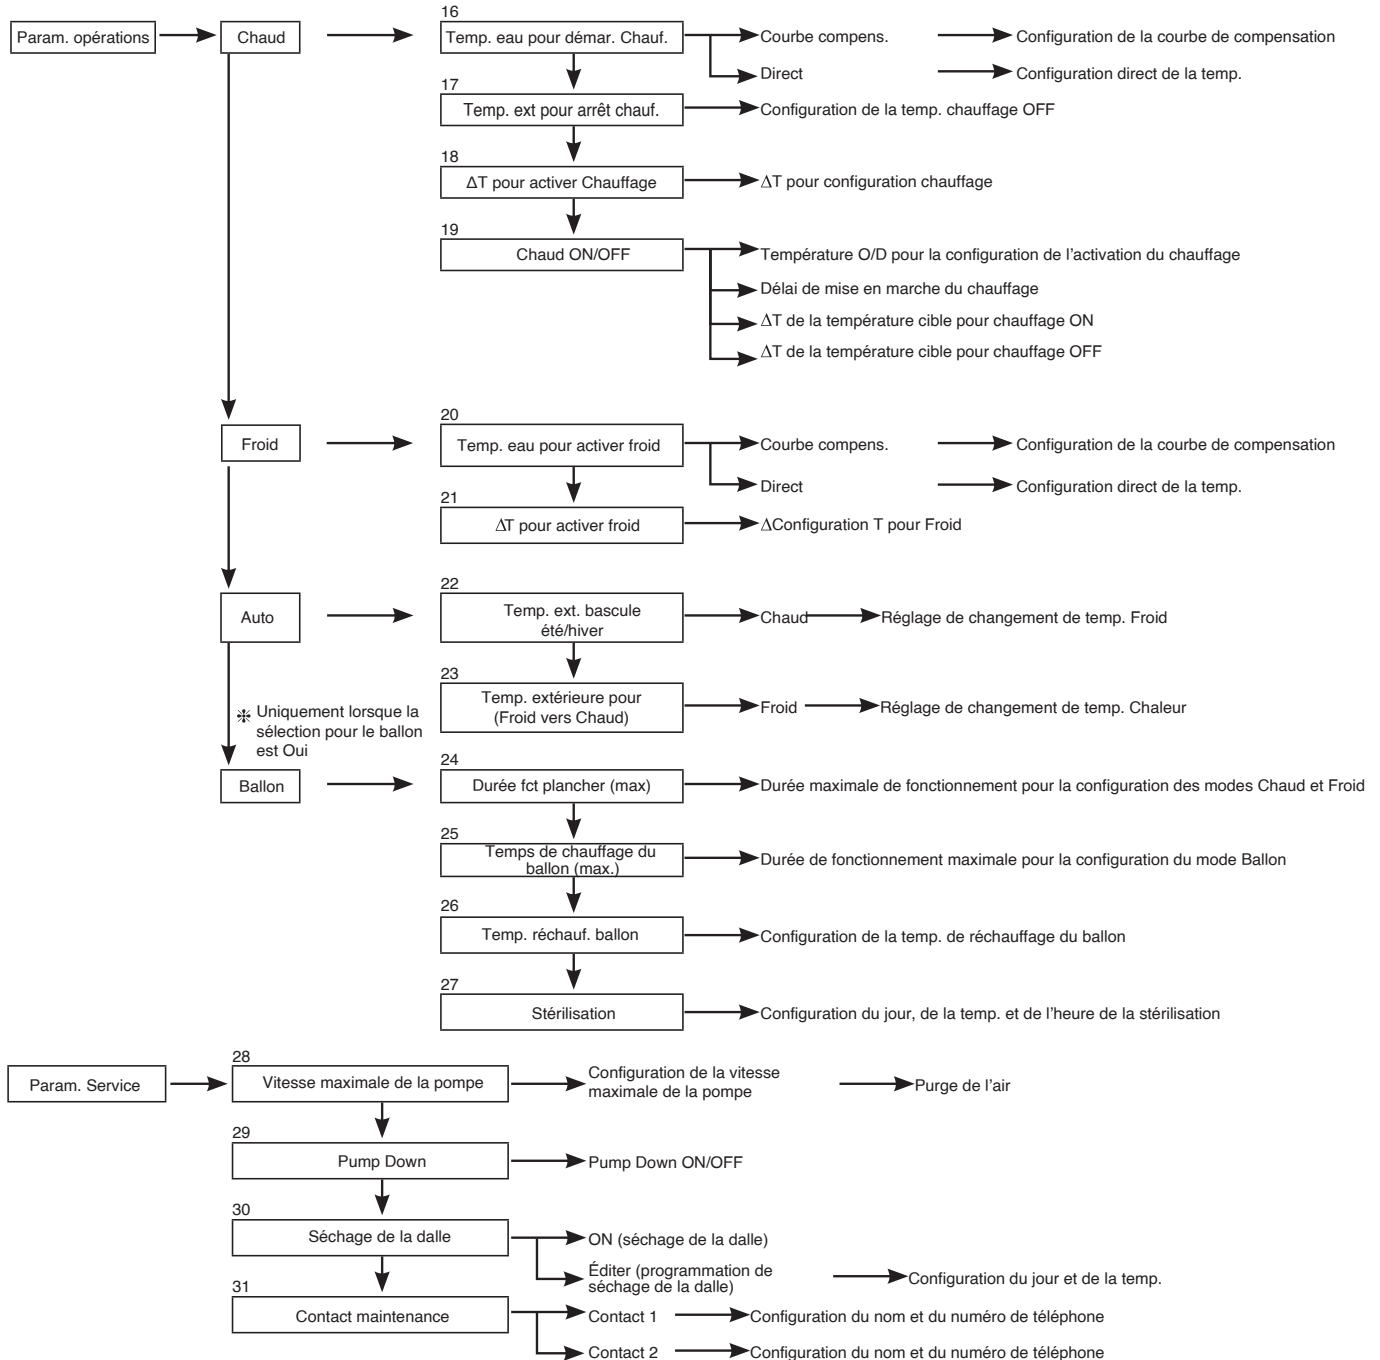 16
Param. opérations
Chaud
Temp. eau pour démar. Chauf.
Courbe compens.
Configuration de la courbe de compensation
Direct
Configuration direct de la temp.
17
Temp. ext pour arrêt chauf.
Configuration de la temp. chauffage OFF
18
ΔT pour activer Chauffage
ΔT pour configuration chauffage
19
Chaud ON/OFF
Température O/D pour la configuration de l'activation du chauffage
Délai de mise en marche du chauffage
ΔT de la température cible pour chauffage ON
ΔT de la température cible pour chauffage OFF
20
Froid
Temp. eau pour activer froid
Courbe compens.
Configuration de la courbe de compensation
Direct
Configuration direct de la temp.
21
ΔT pour activer froid
ΔConfiguration T pour Froid
22
Auto
Temp. ext. bascule
été/hiver
Chaud
Réglage de changement de temp. Froid
23
Temp. extérieure pour
(Froid vers Chaud)
Froid
Réglage de changement de temp. Chaleur
❉ Uniquement lorsque la
sélection pour le ballon
est Oui
24
Ballon
Durée fct plancher (max)
Durée maximale de fonctionnement pour la configuration des modes Chaud et Froid
25
Temps de chauffage du
ballon (max.)
Durée de fonctionnement maximale pour la configuration du mode Ballon
26
Temp. réchauf. ballon
Configuration de la temp. de réchauffage du ballon
27
Stérilisation
Configuration du jour, de la temp. et de l'heure de la stérilisation
28
Param. Service
Vitesse maximale de la pompe
Configuration de la vitesse
maximale de la pompe
Purge de l'air
29
Pump Down
Pump Down ON/OFF
30
Séchage de la dalle
ON (séchage de la dalle)
Éditer (programmation de
séchage de la dalle)
Configuration du jour et de la temp.
31
Contact maintenance
Contact 1
Configuration du nom et du numéro de téléphone
Contact 2
Configuration du nom et du numéro de téléphone